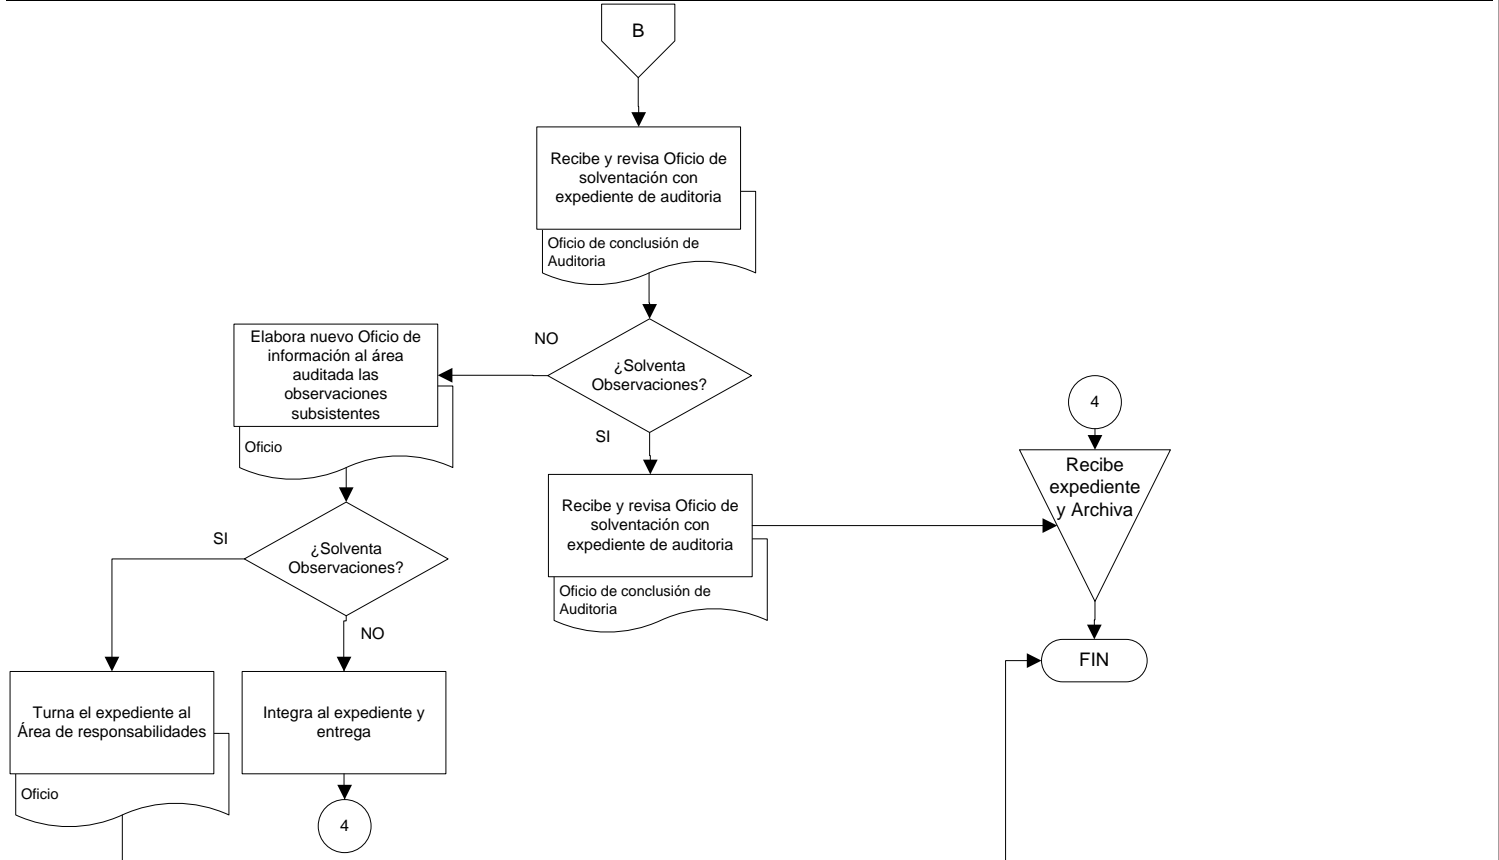 B
Recibe y revisa Oficio de
solventación con
expediente de auditoria
Oficio de conclusión de
Auditoria
NO
¿Solventa
Observaciones?
SI
Elabora nuevo Oficio de
información al área
auditada las
observaciones
subsistentes
Oficio
4
Recibe
expediente
y Archiva
Recibe y revisa Oficio de
solventación con
expediente de auditoria
Oficio de conclusión de
Auditoria
SI
¿Solventa
Observaciones?
NO
FIN
Turna el expediente al
Área de responsabilidades
Oficio
Integra al expediente y
entrega
4